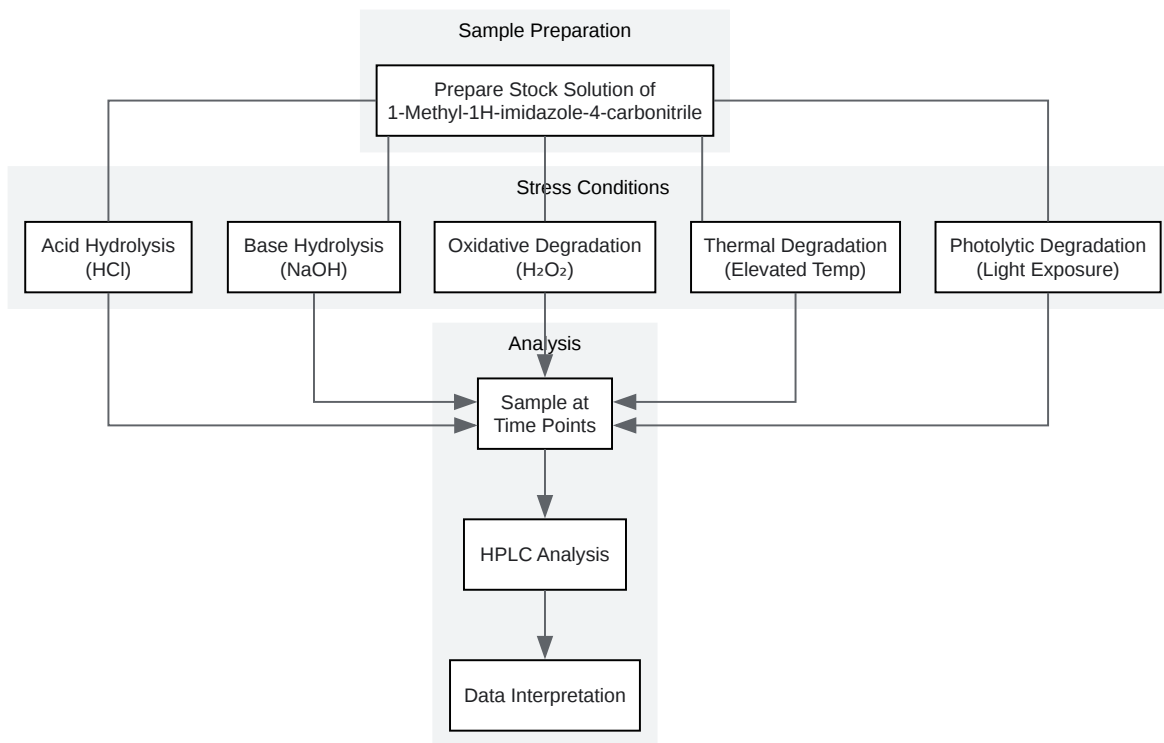 Sample Preparation
Prepare Stock Solution of
1-Methyl-1H-imidazole-4-carbonitrile
Stress Conditions
Acid Hydrolysis
(HCl)
Base Hydrolysis
(NaOH)
Oxidative Degradation
(H₂O₂)
Thermal Degradation
(Elevated Temp)
Photolytic Degradation
(Light Exposure)
Analysis
Sample at
Time Points
HPLC Analysis
Data Interpretation